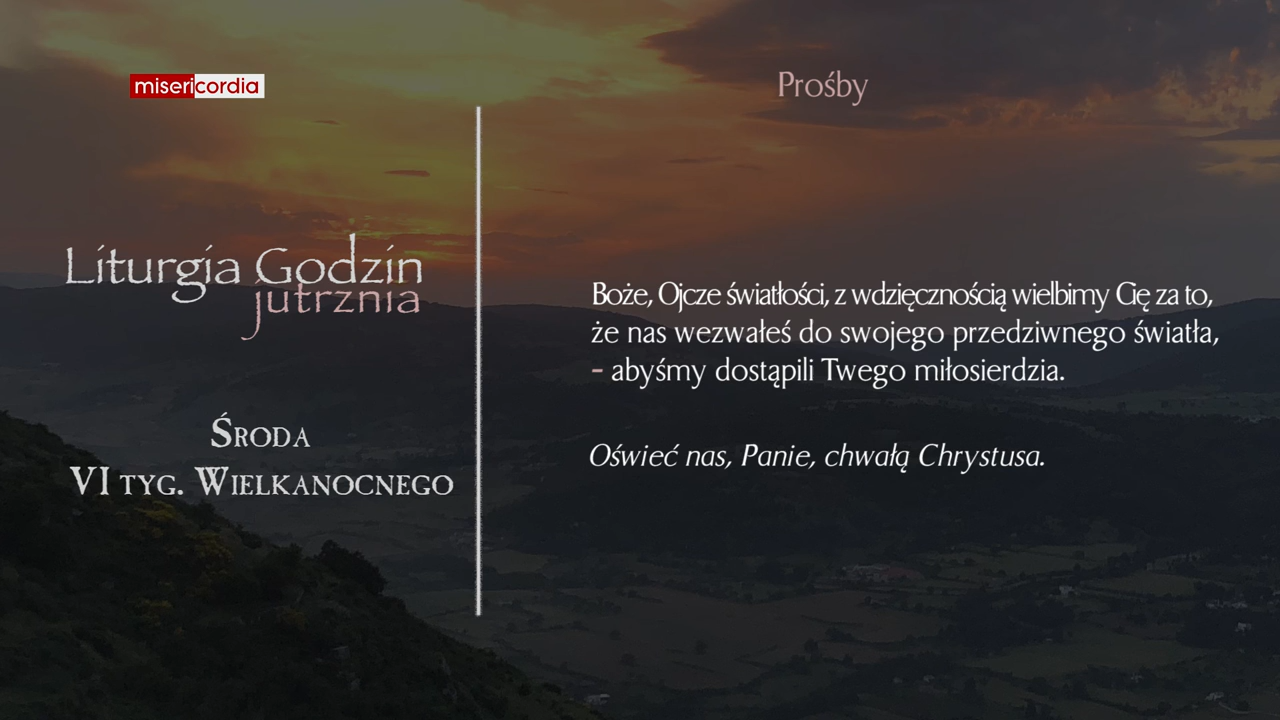 misericordia
Liturgia Godzin
jutrznia
Środa
VI tyg. Wielkanocnego
Prośby
Boże, Ojcze światłości, z wdzięcznością wielbimy Cię za to,
że nas wezwałeś do swojego przedziwnego światła,
- abyśmy dostąpili Twego miłosierdzia.
Oświeć nas, Panie, chwałą Chrystusa.